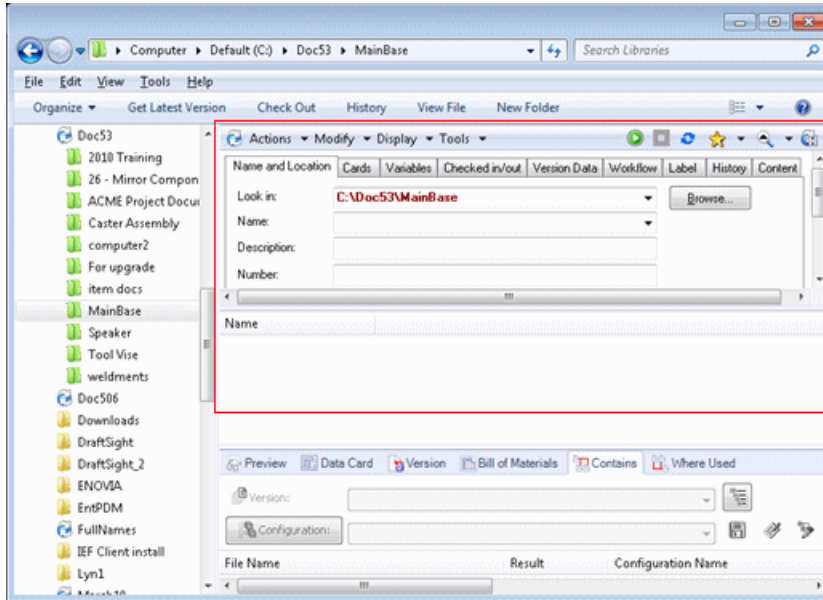 Computer ▸ Default (C:) ▸ Doc53 ▸ MainBase
Search Libraries
File Edit View Tools Help
Organize Get Latest Version Check Out History View File New Folder
Doc53
2010 Training
26 - Mirror Compon
ACME Project Docu
Caster Assembly
computer2
For upgrade
item docs
MainBase
Speaker
Tool Vise
weldments
Doc506
Downloads
DraftSight
DraftSight_2
ENOVIA
EntPDM
FullNames
IEF Client install
Lyn1
March10
Actions Modify Display Tools
Name and Location Cards Variables Checked in/out Version Data Workflow Label History Content
Look in: C:\Doc53\MainBase Browse...
Name:
Description:
Number:
Name
Preview Data Card Version Bill of Materials Contains Where Used
Version:
Configuration:
File Name Result Configuration Name